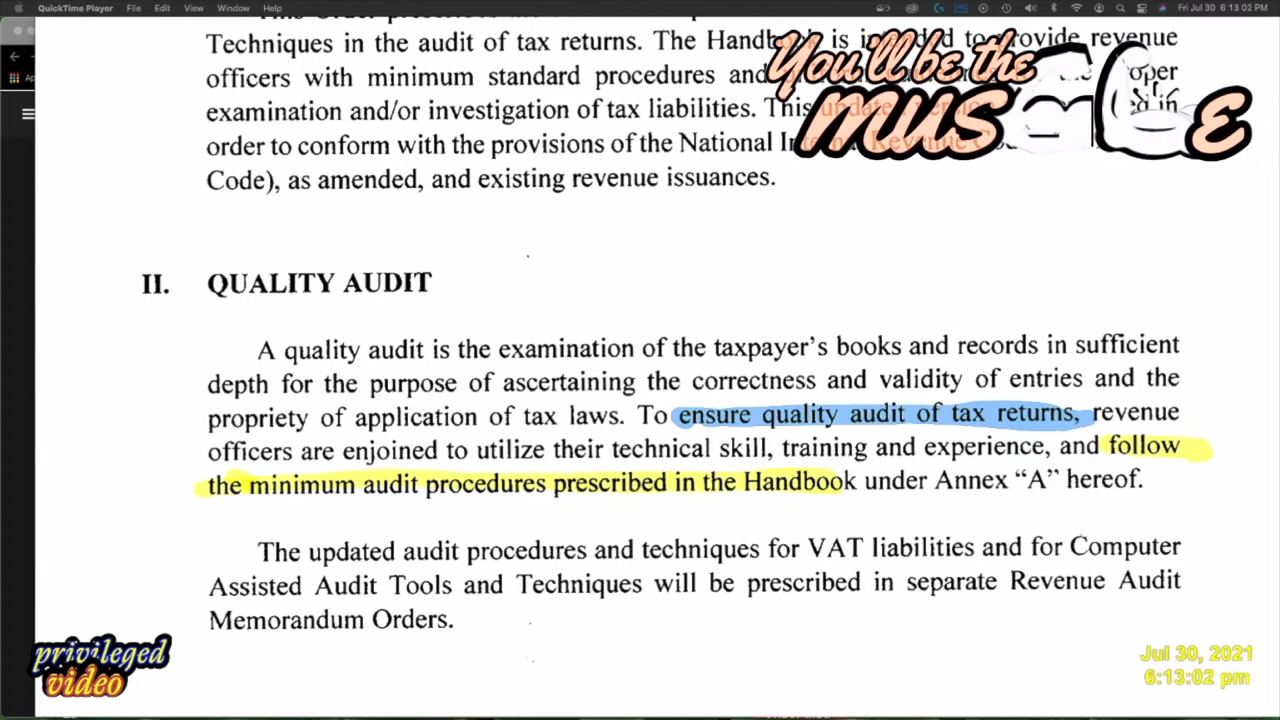 QuickTime Player File Edit View Window Help Fri Jul 30 6 13 02 PM
Techniques in the audit of tax returns. The Handbook is intended to provide revenue
officers with minimum standard procedures and
examination and/or investigation of tax liabilities. This updated
order to conform with the provisions of the National
Code), as amended, and existing revenue issuances.
You'll be the
muscle
II. QUALITY AUDIT
A quality audit is the examination of the taxpayer's books and records in sufficient
depth for the purpose of ascertaining the correctness and validity of entries and the
propriety of application of tax laws. To ensure quality audit of tax returns, revenue
officers are enjoined to utilize their technical skill, training and experience, and follow
the minimum audit procedures prescribed in the Handbook under Annex "A" hereof.
The updated audit procedures and techniques for VAT liabilities and for Computer
Assisted Audit Tools and Techniques will be prescribed in separate Revenue Audit
Memorandum Orders.
privileged
video
Jul 30, 2021
6:13:02 pm